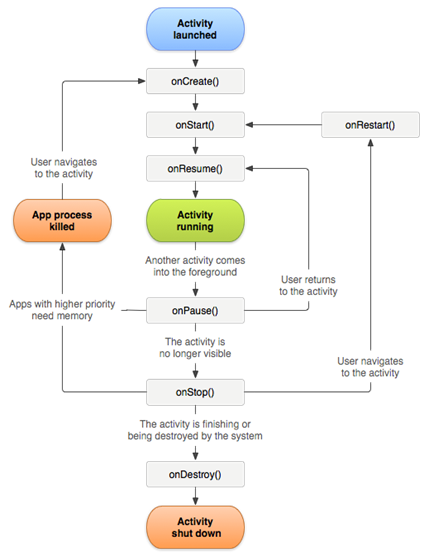 Activity
launched
onCreate()
onStart()
onRestart()
onResume()
User navigates
to the activity
App process
killed
Activity
running
Another activity comes
into the foreground
User returns
to the activity
Apps with higher priority
need memory
onPause()
The activity is
no longer visible
User navigates
to the activity
onStop()
The activity is finishing or
being destroyed by the system
onDestroy()
Activity
shut down